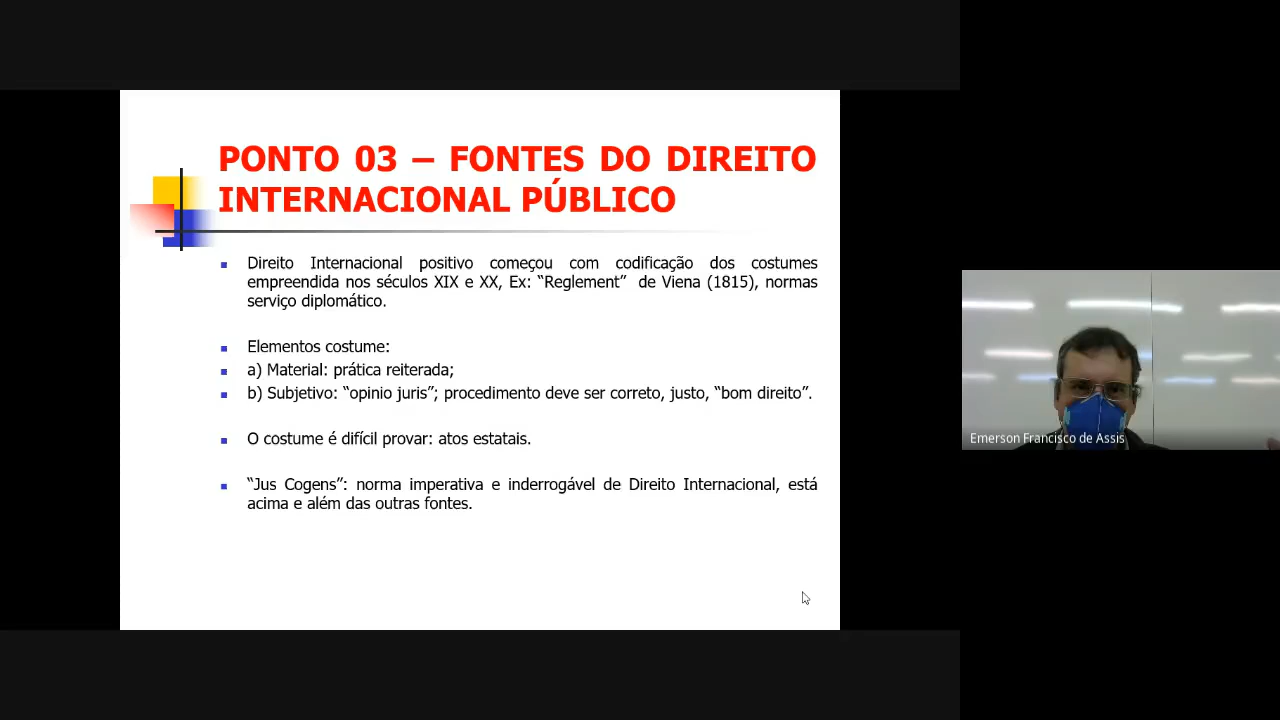 PONTO 03 – FONTES DO DIREITO
INTERNACIONAL PÚBLICO
Direito Internacional positivo começou com codificação dos costumes
empreendida nos séculos XIX e XX, Ex: “Reglement” de Viena (1815), normas
serviço diplomático.
Elementos costume:
a) Material: prática reiterada;
b) Subjetivo: “opinio juris”; procedimento deve ser correto, justo, “bom direito”.
O costume é difícil provar: atos estatais.
“Jus Cogens”: norma imperativa e inderrogável de Direito Internacional, está
acima e além das outras fontes.
Emerson Francisco de Assis